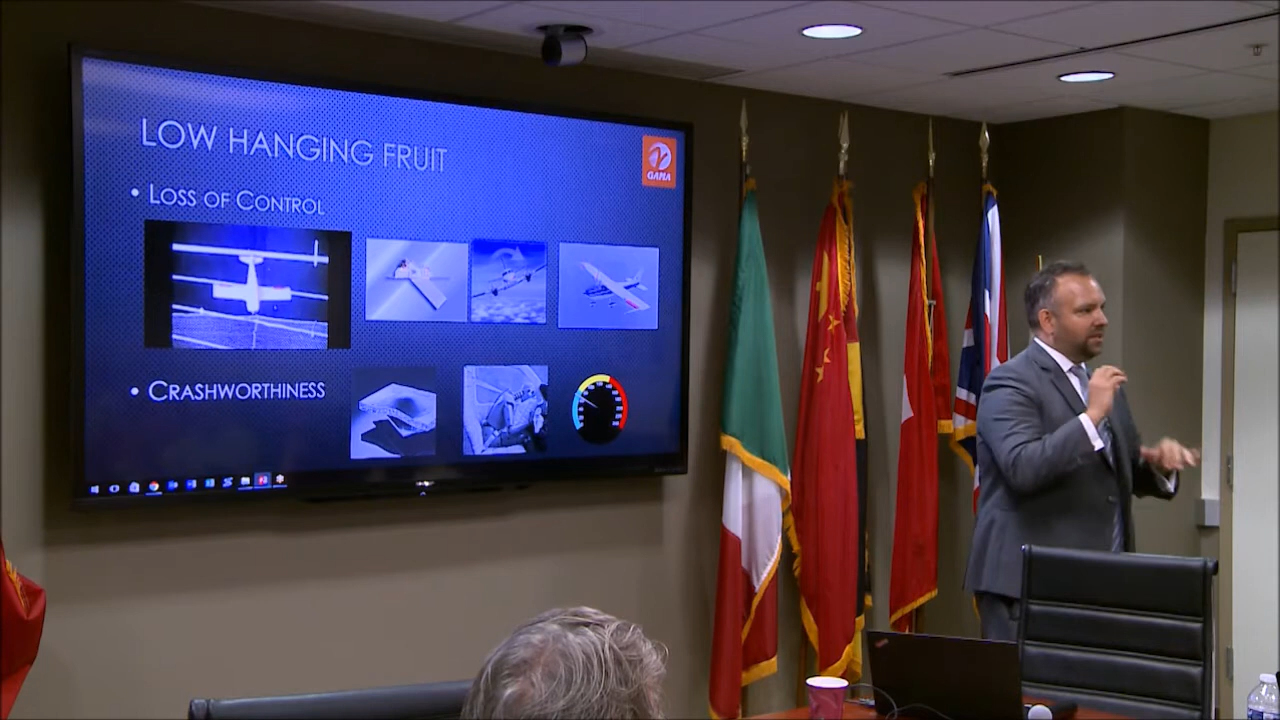 LOW HANGING FRUIT
GAMA
• LOSS OF CONTROL
• CRASHWORTHINESS